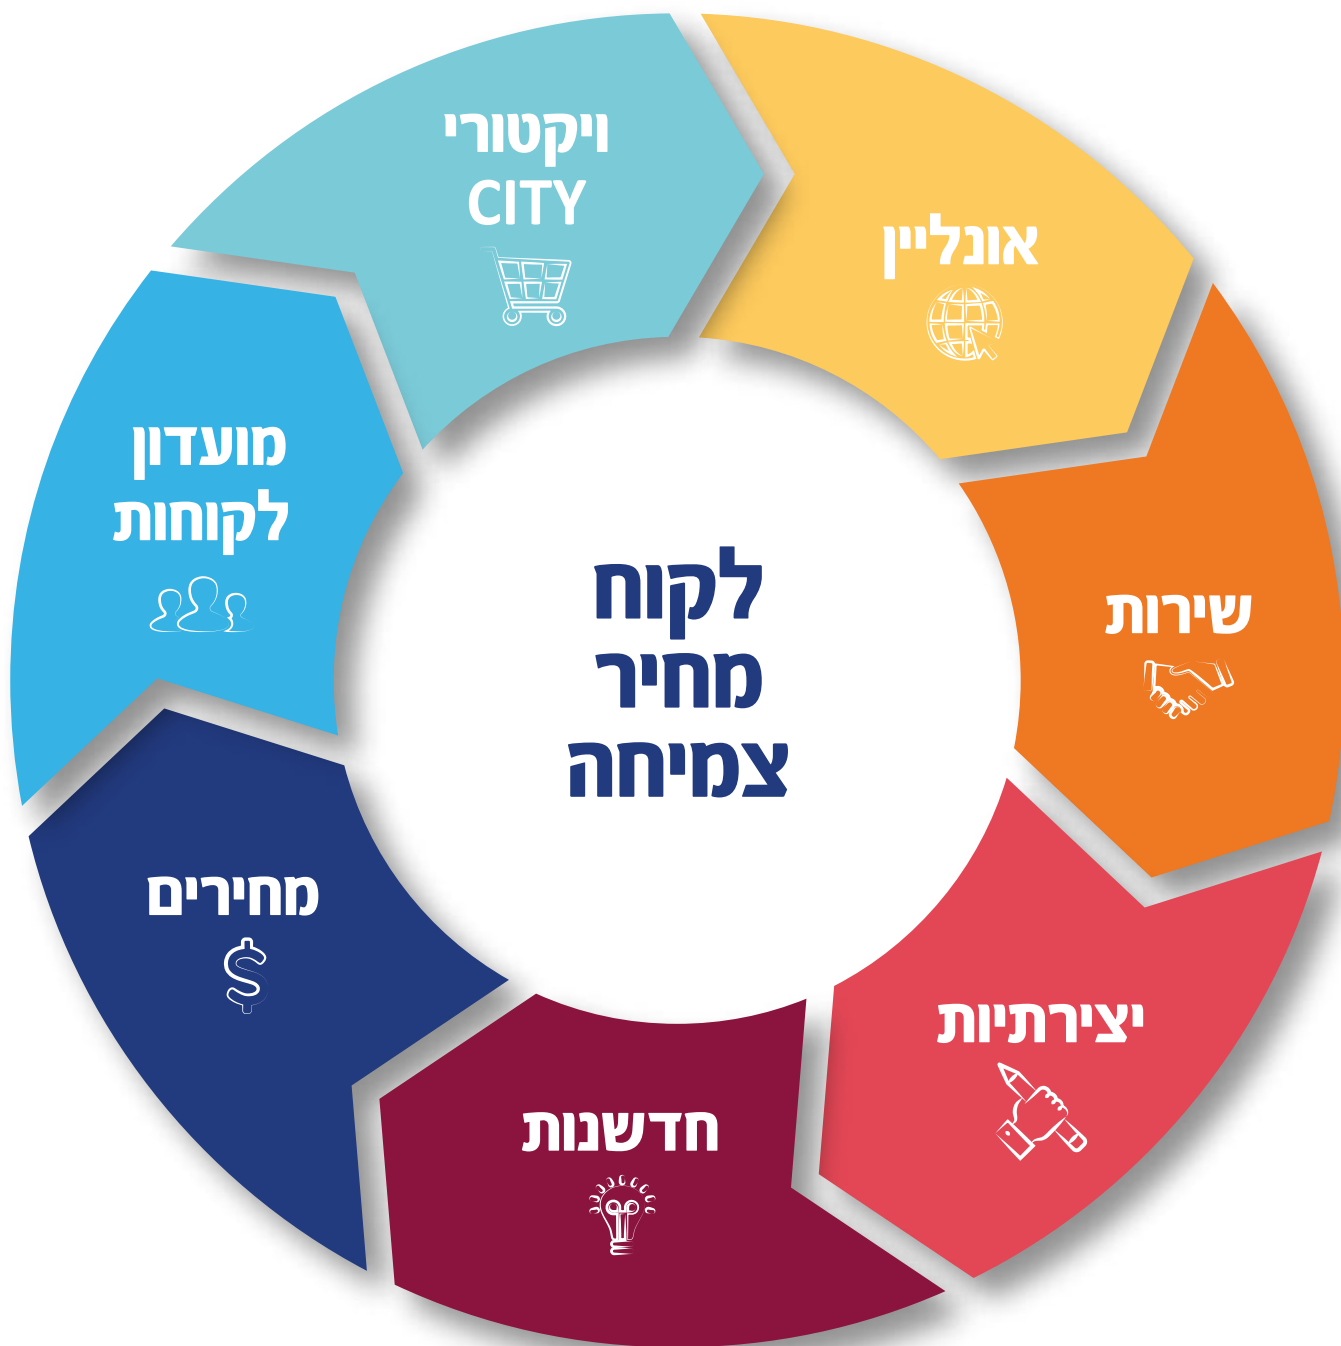 ויקטורי
CITY
אונליין
שירות
יצירתיות
חדשנות
מחירים
מועדון
לקוחות
לקוח
מחיר
צמיחה